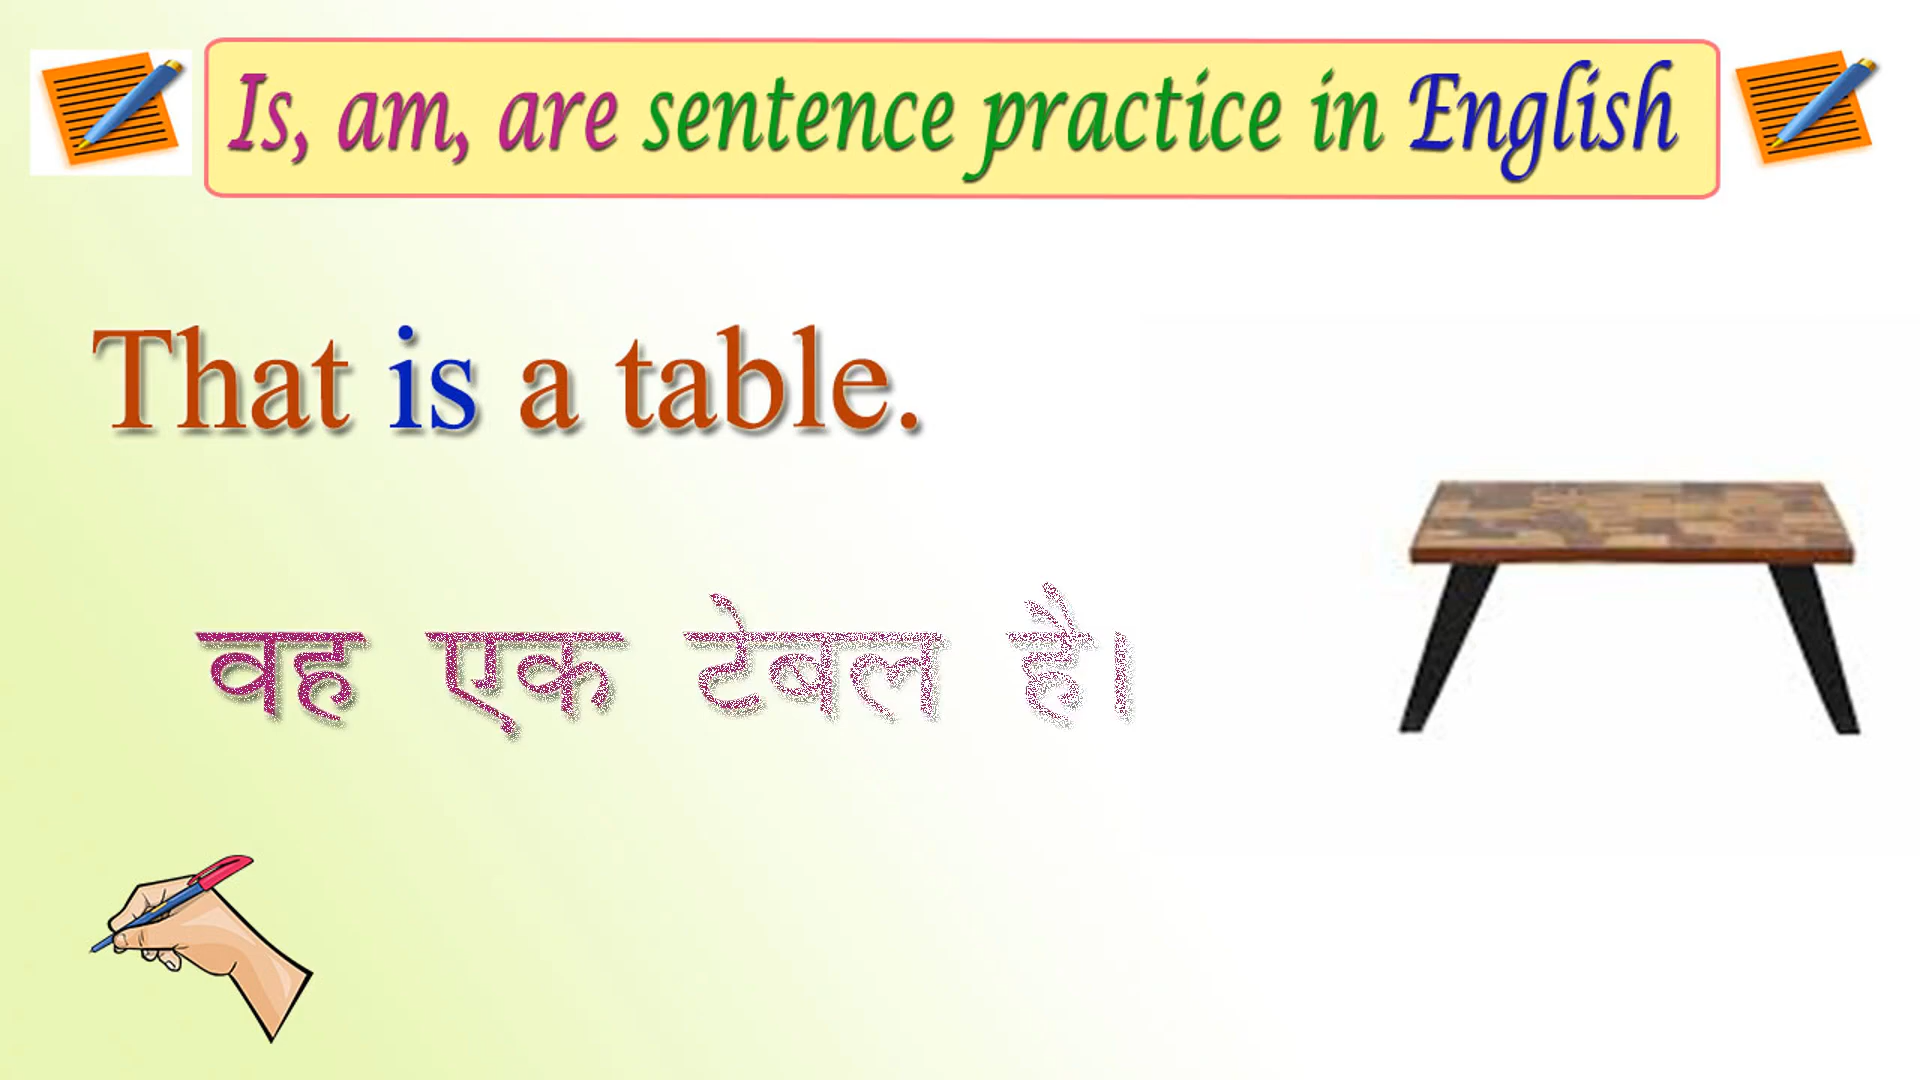 Is, am, are sentence practice in English
That is a table.
वह एक टेबल है।